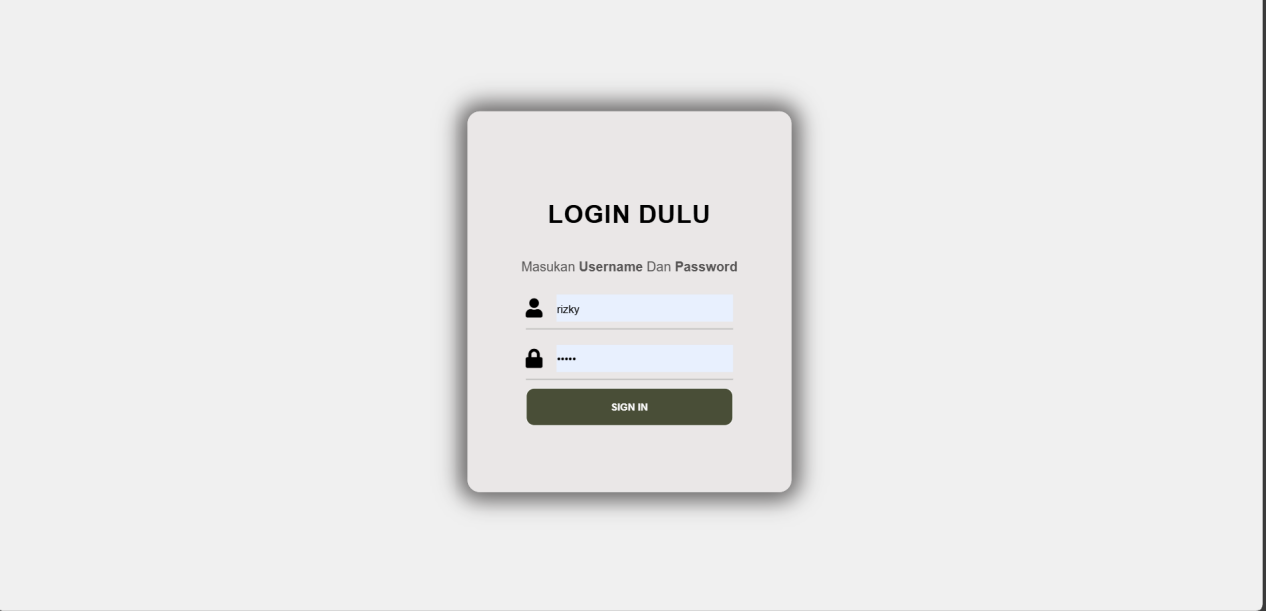 LOGIN DULU
Masukan Username Dan Password
rizky
•••••
SIGN IN